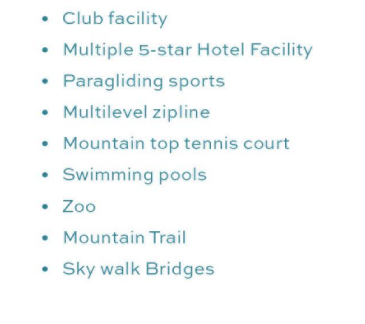 • Club facility
• Multiple 5-star Hotel Facility
• Paragliding sports
• Multilevel zipline
• Mountain top tennis court
• Swimming pools
• Zoo
• Mountain Trail
• Sky walk Bridges